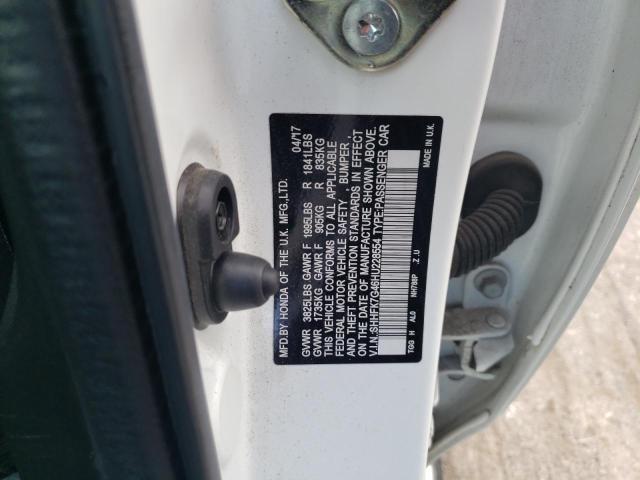 MFD.BY HONDA OF THE U.K. MFG.,LTD. 04/17
GVWR 3825LBS GAWR F 1995LBS R 1841LBS
GVWR 1735KG GAWR F 905KG R 835KG
THIS VEHICLE CONFORMS TO ALL APPLICABLE
FEDERAL MOTOR VEHICLE SAFETY , BUMPER ,
AND THEFT PREVENTION STANDARDS IN EFFECT
ON THE DATE OF MANUFACTURE SHOWN ABOVE.
V.I.N.:SHHFK7G46HU228554 TYPE:PASSENGER CAR
TGG H AL0 NH788P .Z.U MADE IN U.K.